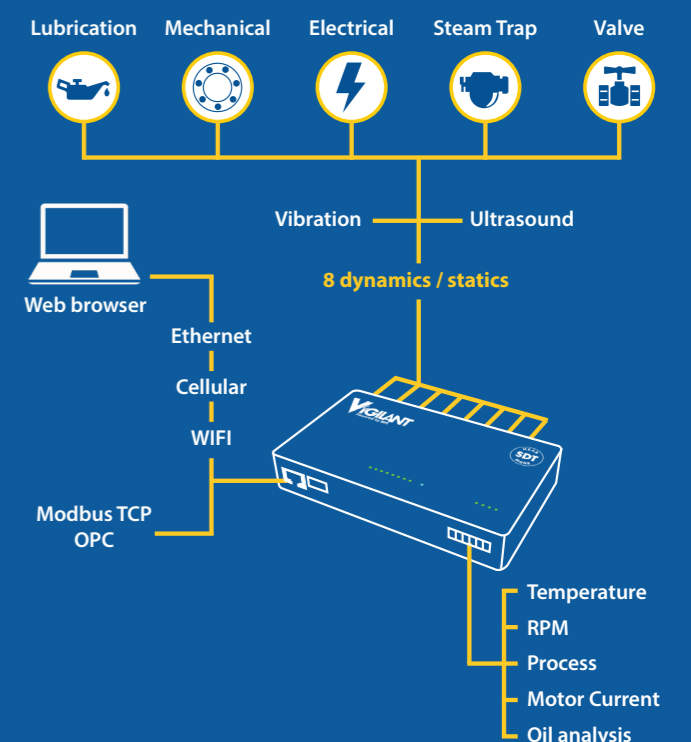 Lubrication Mechanical Electrical Steam Trap Valve
Vibration Ultrasound
8 dynamics / statics
Web browser
Ethernet
Cellular
WIFI
Modbus TCP
OPC
VIGILANT
SDT
Temperature
RPM
Process
Motor Current
Oil analysis